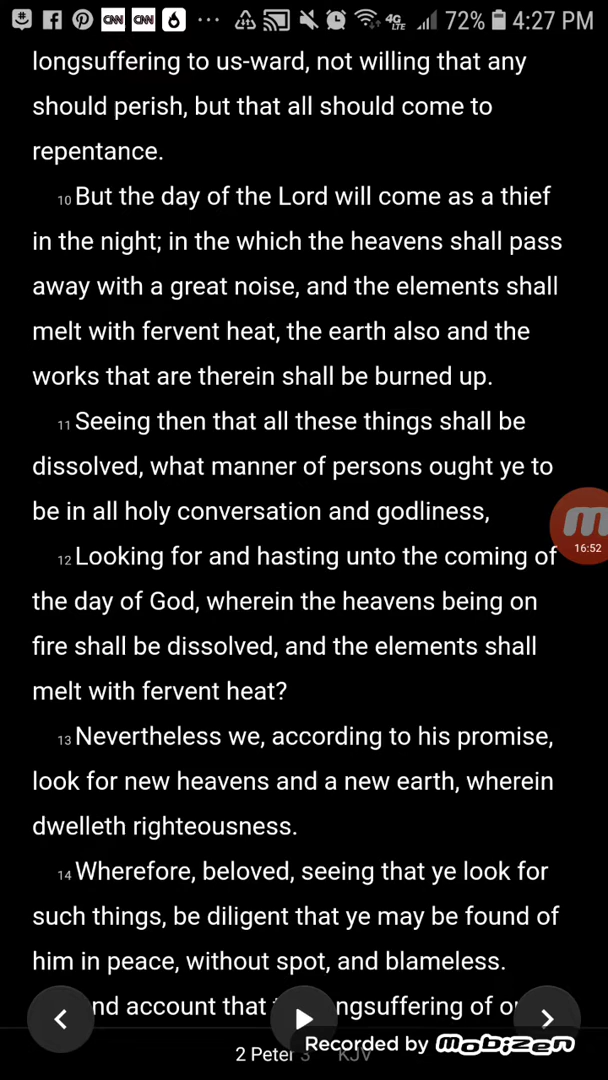 CNN CNN ... 4G LTE 72% 4:27 PM
longsuffering to us-ward, not willing that any
should perish, but that all should come to
repentance.
10 But the day of the Lord will come as a thief
in the night; in the which the heavens shall pass
away with a great noise, and the elements shall
melt with fervent heat, the earth also and the
works that are therein shall be burned up.
11 Seeing then that all these things shall be
dissolved, what manner of persons ought ye to
be in all holy conversation and godliness,
16:52
12 Looking for and hasting unto the coming of
the day of God, wherein the heavens being on
fire shall be dissolved, and the elements shall
melt with fervent heat?
13 Nevertheless we, according to his promise,
look for new heavens and a new earth, wherein
dwelleth righteousness.
14 Wherefore, beloved, seeing that ye look for
such things, be diligent that ye may be found of
him in peace, without spot, and blameless.
nd account that ngsuffering of o
Recorded by Mobizen
2 Peter 3 KJV